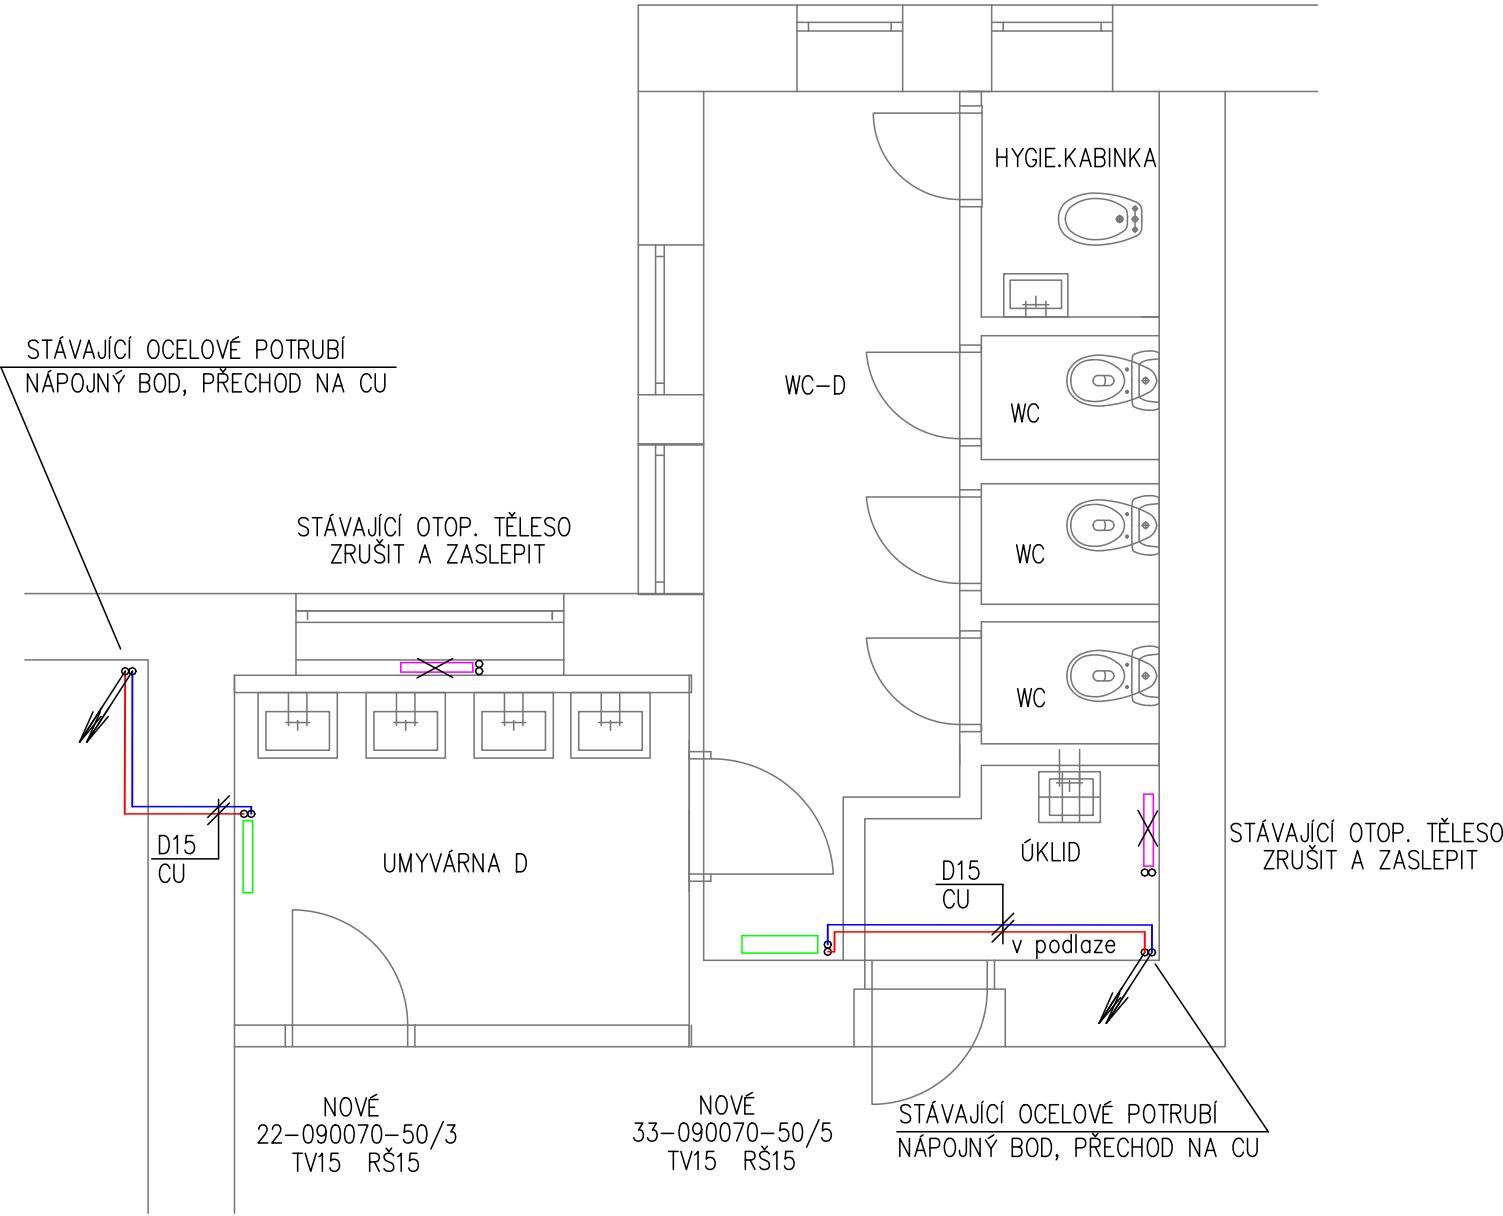 HYGIE.KABINKA
STÁVAJÍCÍ OCELOVÉ POTRUBÍ
NÁPOJNÝ BOD, PŘECHOD NA CU
WC-D
WC
STÁVAJÍCÍ OTOP. TĚLESO
ZRUŠIT A ZASLEPIT
WC
WC
D15
CU
UMYVÁRNA D
ÚKLID
STÁVAJÍCÍ OTOP. TĚLESO
ZRUŠIT A ZASLEPIT
D15
CU
v podlaze
NOVÉ
22-090070-50/3
TV15 RŠ15
NOVÉ
33-090070-50/5
TV15 RŠ15
STÁVAJÍCÍ OCELOVÉ POTRUBÍ
NÁPOJNÝ BOD, PŘECHOD NA CU